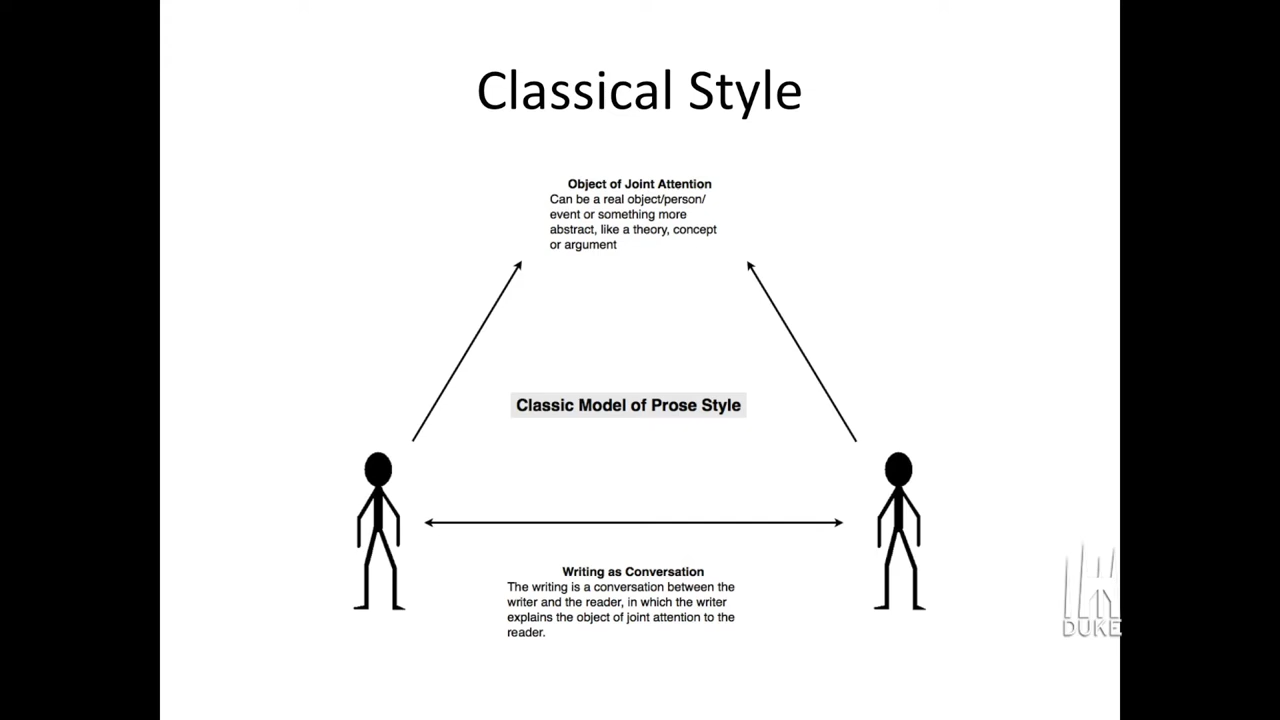 Classical Style
Object of Joint Attention
Can be a real object/person/
event or something more
abstract, like a theory, concept
or argument
Classic Model of Prose Style
Writing as Conversation
The writing is a conversation between the
writer and the reader, in which the writer
explains the object of joint attention to the
reader.
DUKE